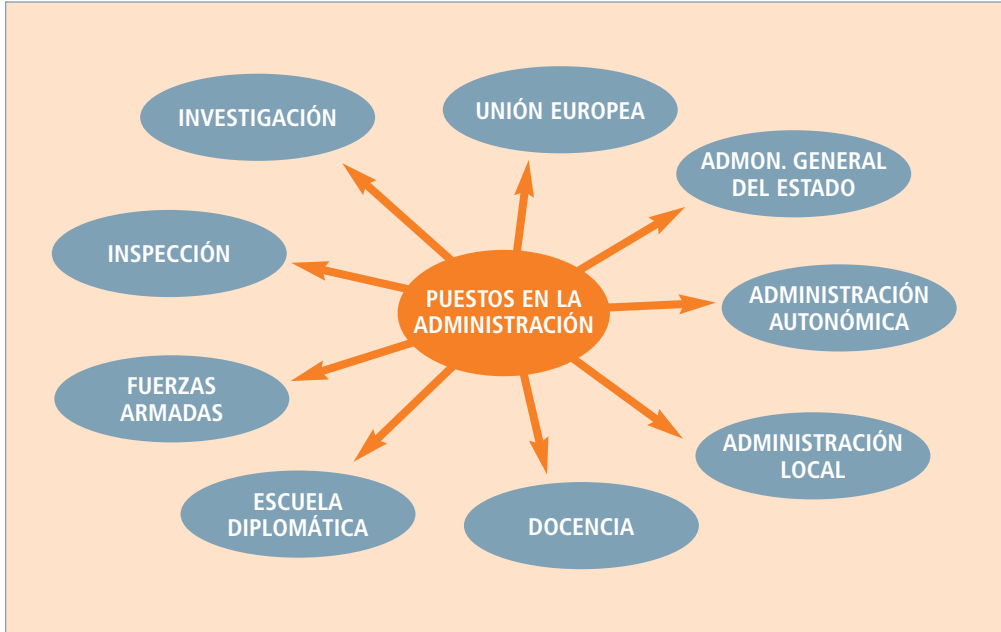 INVESTIGACIÓN
UNIÓN EUROPEA
ADMON. GENERAL
DEL ESTADO
INSPECCIÓN
PUESTOS EN LA
ADMINISTRACIÓN
ADMINISTRACIÓN
AUTONÓMICA
FUERZAS
ARMADAS
ADMINISTRACIÓN
LOCAL
ESCUELA
DIPLOMÁTICA
DOCENCIA